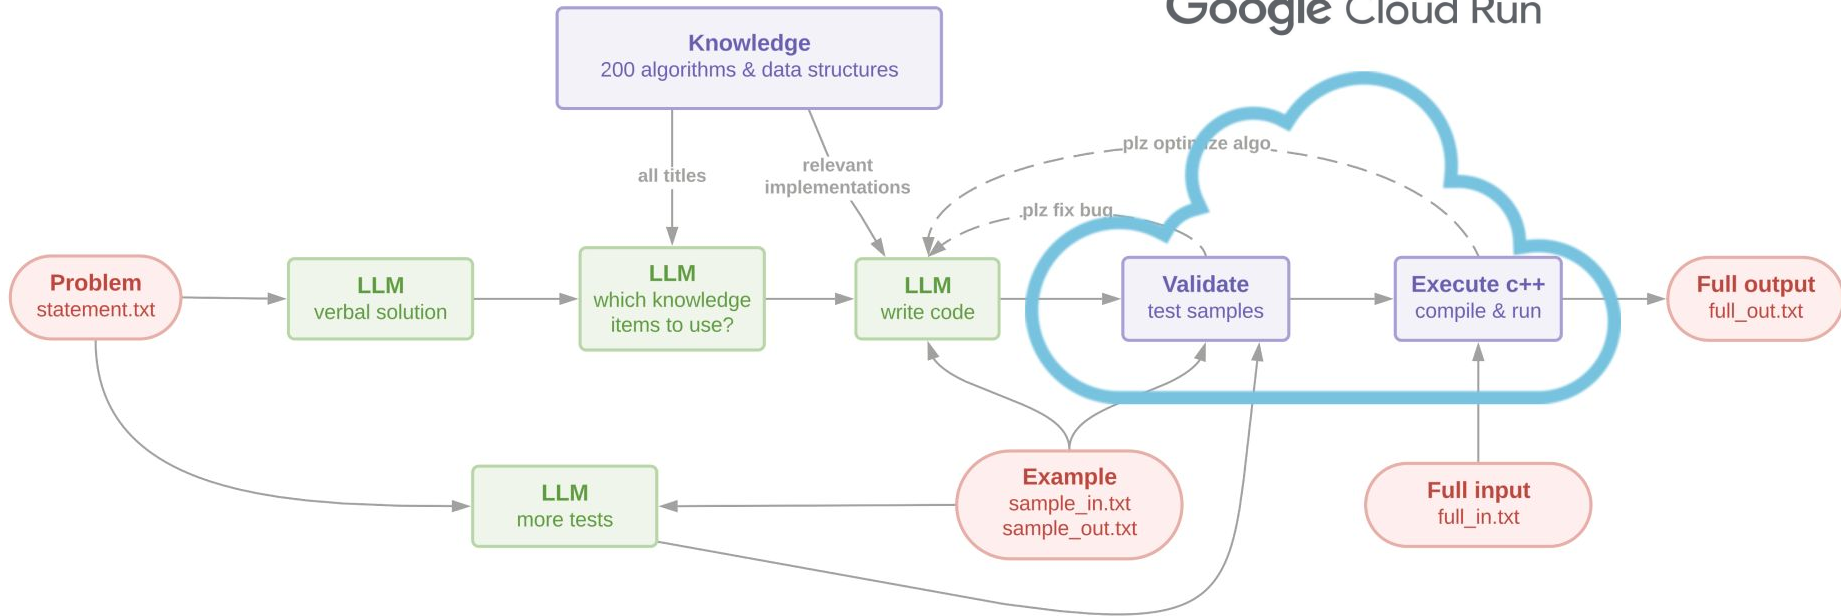 Google Cloud Run
Knowledge
200 algorithms & data structures
plz optimize algo
relevant
implementations
all titles
plz fix bug
Problem
statement.txt
LLM
verbal solution
LLM
which knowledge
items to use?
LLM
write code
Validate
test samples
Execute c++
compile & run
Full output
full_out.txt
LLM
more tests
Example
sample_in.txt
sample_out.txt
Full input
full_in.txt